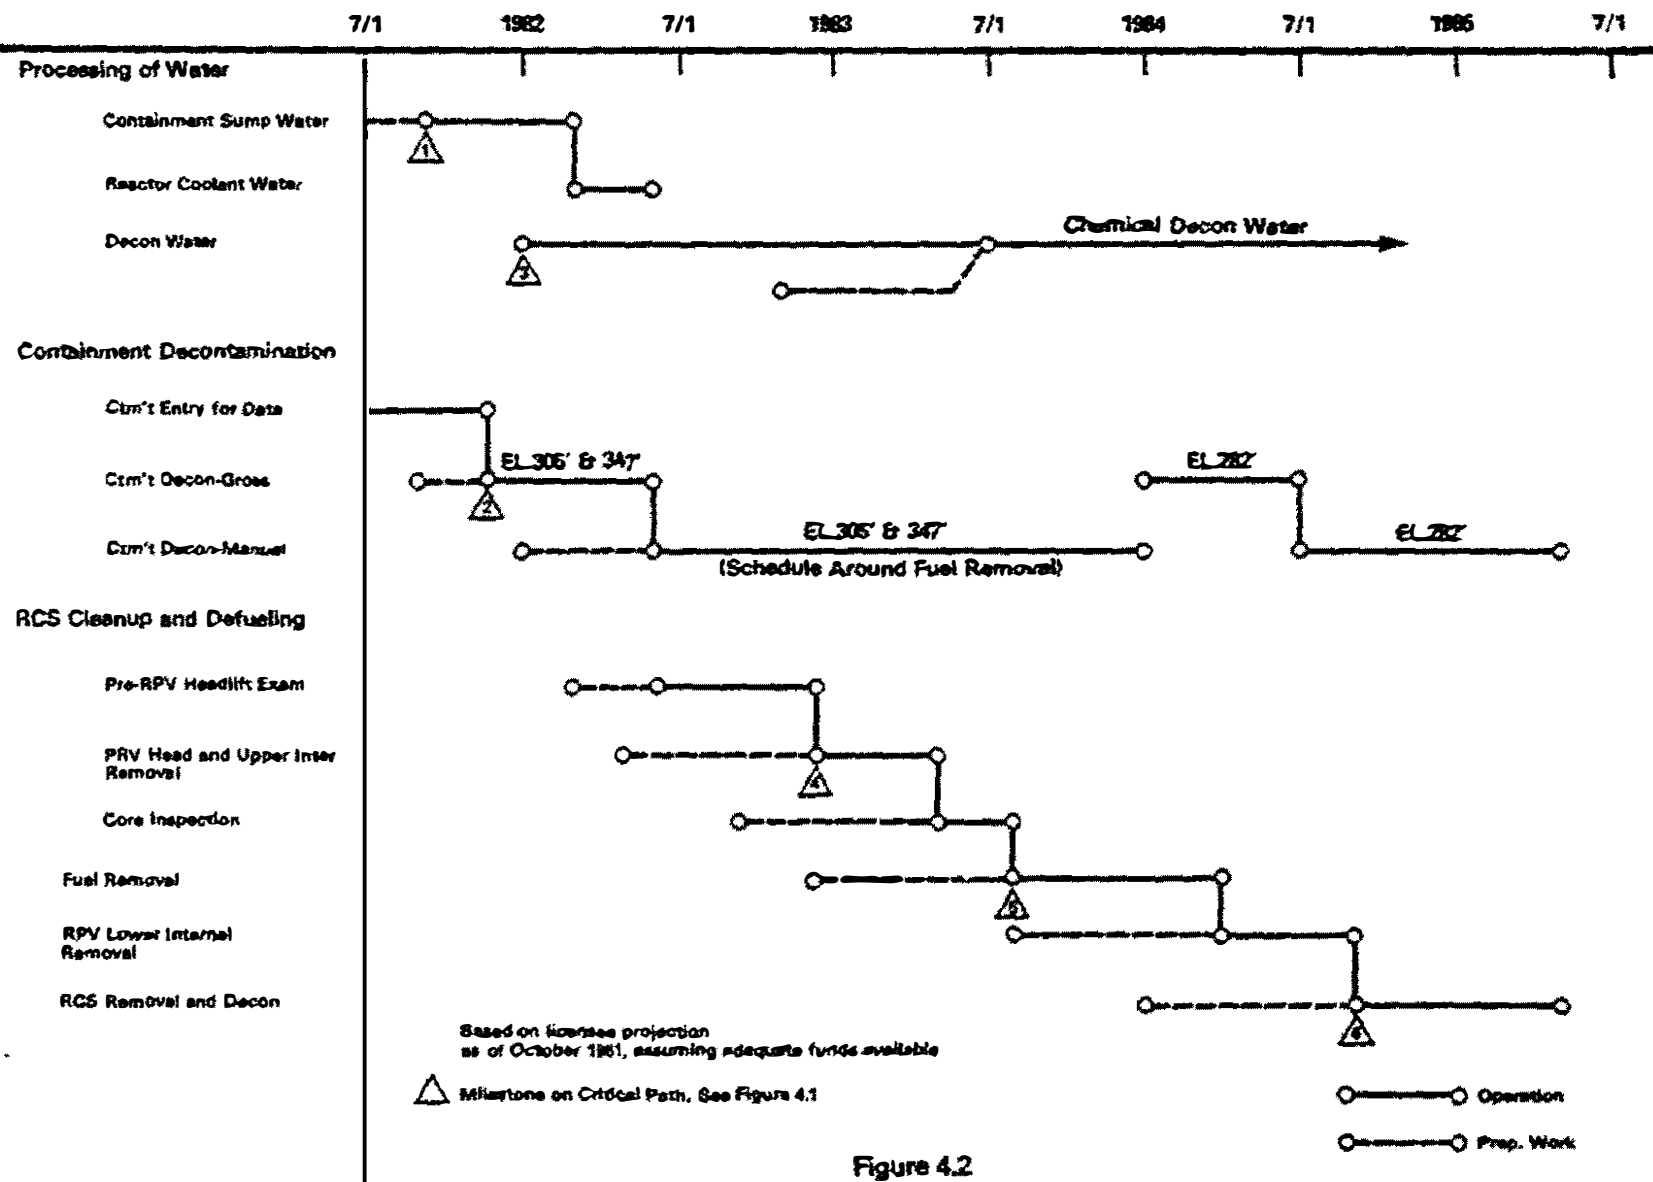 7/1 1982 7/1 1983 7/1 1984 7/1 1985 7/1
Processing of Water
Containment Sump Water
1
Reactor Coolant Water
Decon Water
Chemical Decon Water
3
Containment Decontamination
Ctm't Entry for Data
Ctm't Decon-Gross
EL 305' & 347'
EL 282'
2
Ctm't Decon-Manual
EL 305' & 347'
EL 282'
(Schedule Around Fuel Removal)
RCS Cleanup and Defueling
Pre-RPV Headlift Exam
PRV Head and Upper Inter
Removal
4
Core Inspection
Fuel Removal
5
RPV Lower Internal
Removal
RCS Removal and Decon
6
Based on licensee projection
as of October 1981, assuming adequate funds available
Milestone on Critical Path, See Figure 4.1
Operation
Prep. Work
Figure 4.2